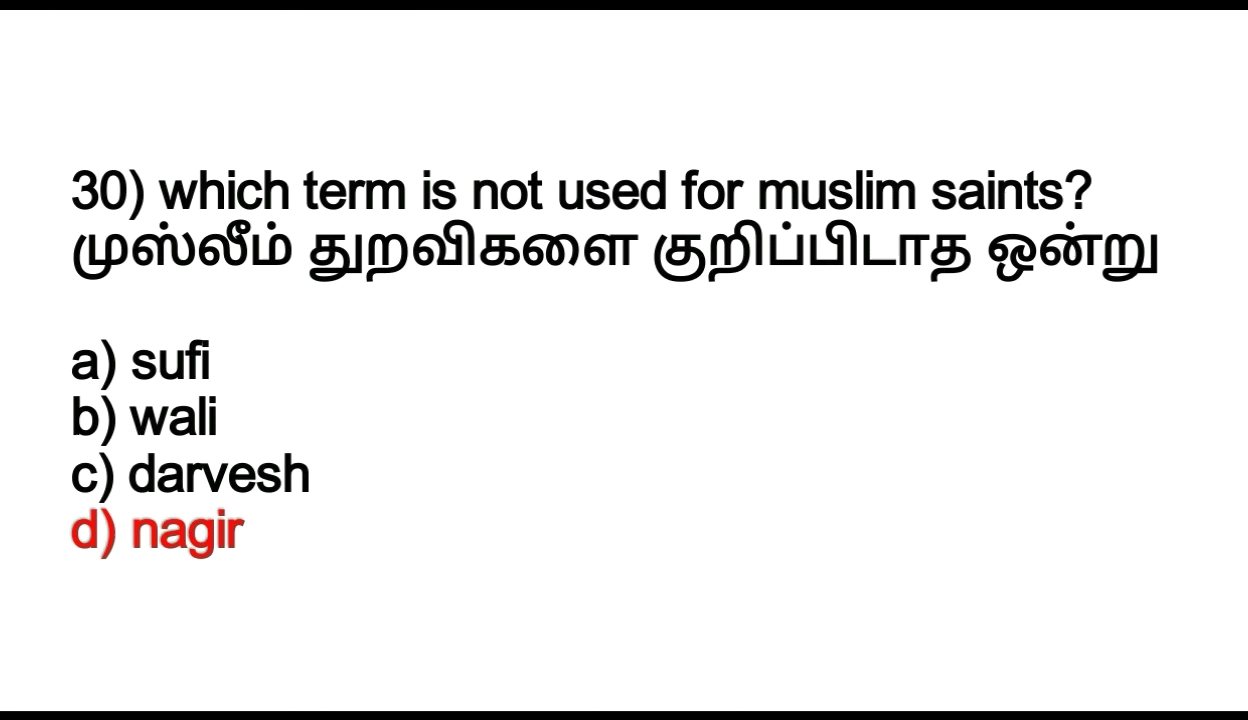 30) which term is not used for muslim saints?
முஸ்லீம் துறவிகளை குறிப்பிடாத ஒன்று
a) sufi
b) wali
c) darvesh
d) nagir